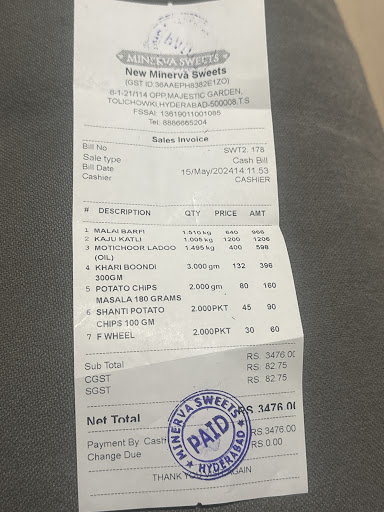 MINERVA SWEETS
New Minerva Sweets
(GST ID.36AAEPH8382E1ZO)
8-1-21/114 OPP,MAJESTIC GARDEN,
TOLICHOWKI,HYDERABAD-500008.T.S
FSSAI: 13619011001085
Tel: 8886665204
Sales Invoice
Bill No SWT2. 178
Sale type Cash Bill
Bill Date 15/May/202414:11:53
Cashier CASHIER
# DESCRIPTION QTY PRICE AMT
1 MALAI BARFI 1.510 kg 640 966
2 KAJU KATLI 1.005 kg 1200 1206
3 MOTICHOOR LADOO 1.495 kg 400 598
(OIL)
4 KHARI BOONDI 3.000 gm 132 396
300GM
5 POTATO CHIPS 2.000 gm 80 160
MASALA 180 GRAMS
6 SHANTI POTATO 2.000PKT 45 90
CHIPS 100 GM
7 F WHEEL 2.000PKT 30 60
Sub Total RS. 3476.00
CGST RS. 82.75
SGST RS. 82.75
Net Total RS 3476.00
Payment By Cash RS.3476.00
Change Due RS.0.00
MINERVA SWEETS
PAID
HYDERABAD
THANK YOU AGAIN